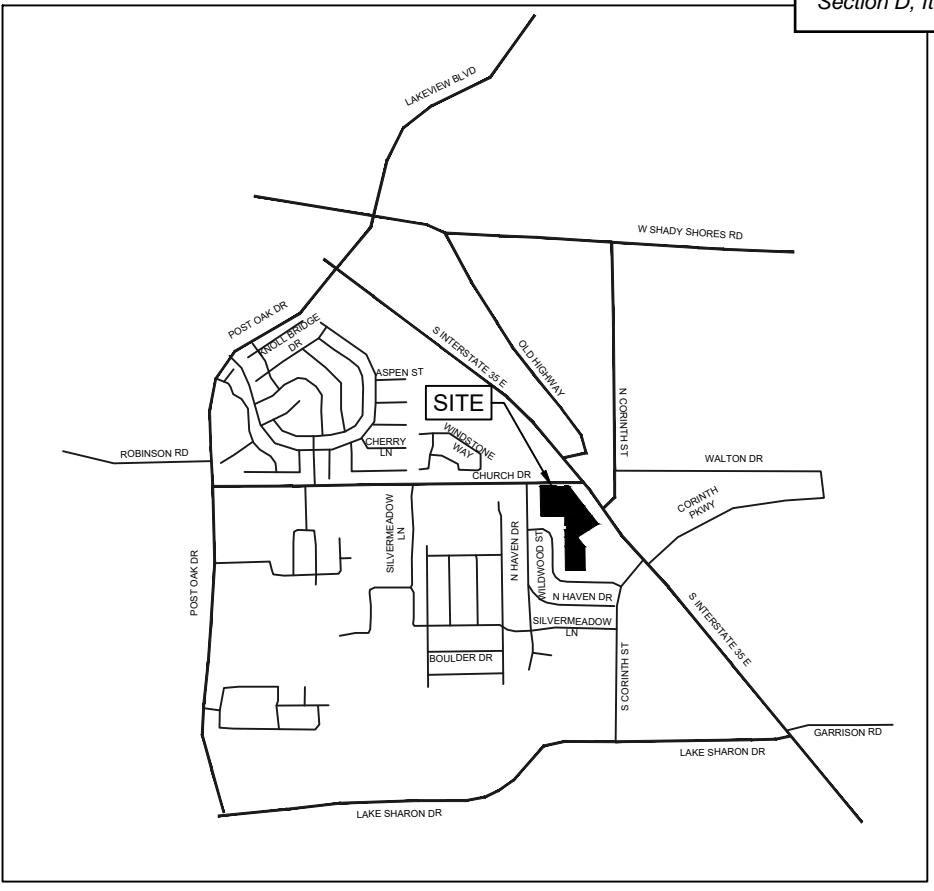 Section D, It
LAKEVIEW BLVD
W SHADY SHORES RD
POST OAK DR
KNOLL BRIDGE
DR
S INTERSTATE 35 E
OLD HIGHWAY
ASPEN ST
SITE
N CORINTH ST
CHERRY
LN
WINDSTONE
WAY
ROBINSON RD
WALTON DR
CHURCH DR
CORINTH
PKWY
SILVERMEADOW
LN
N HAVEN DR
WILDWOOD ST
POST OAK DR
N HAVEN DR
SILVERMEADOW
LN
S INTERSTATE 35 E
BOULDER DR
S CORINTH ST
GARRISON RD
LAKE SHARON DR
LAKE SHARON DR